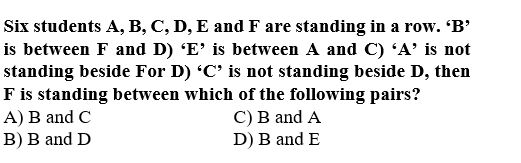 Six students A, B, C, D, E and F are standing in a row. ‘B’
is between F and D) ‘E’ is between A and C) ‘A’ is not
standing beside For D) ‘C’ is not standing beside D, then
F is standing between which of the following pairs?
A) B and C C) B and A
B) B and D D) B and E